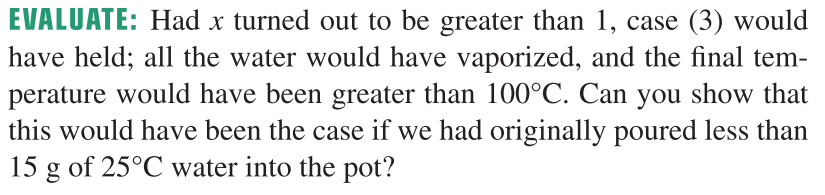 EVALUATE: Had x turned out to be greater than 1, case (3) would
have held; all the water would have vaporized, and the final tem-
perature would have been greater than 100°C. Can you show that
this would have been the case if we had originally poured less than
15 g of 25°C water into the pot?